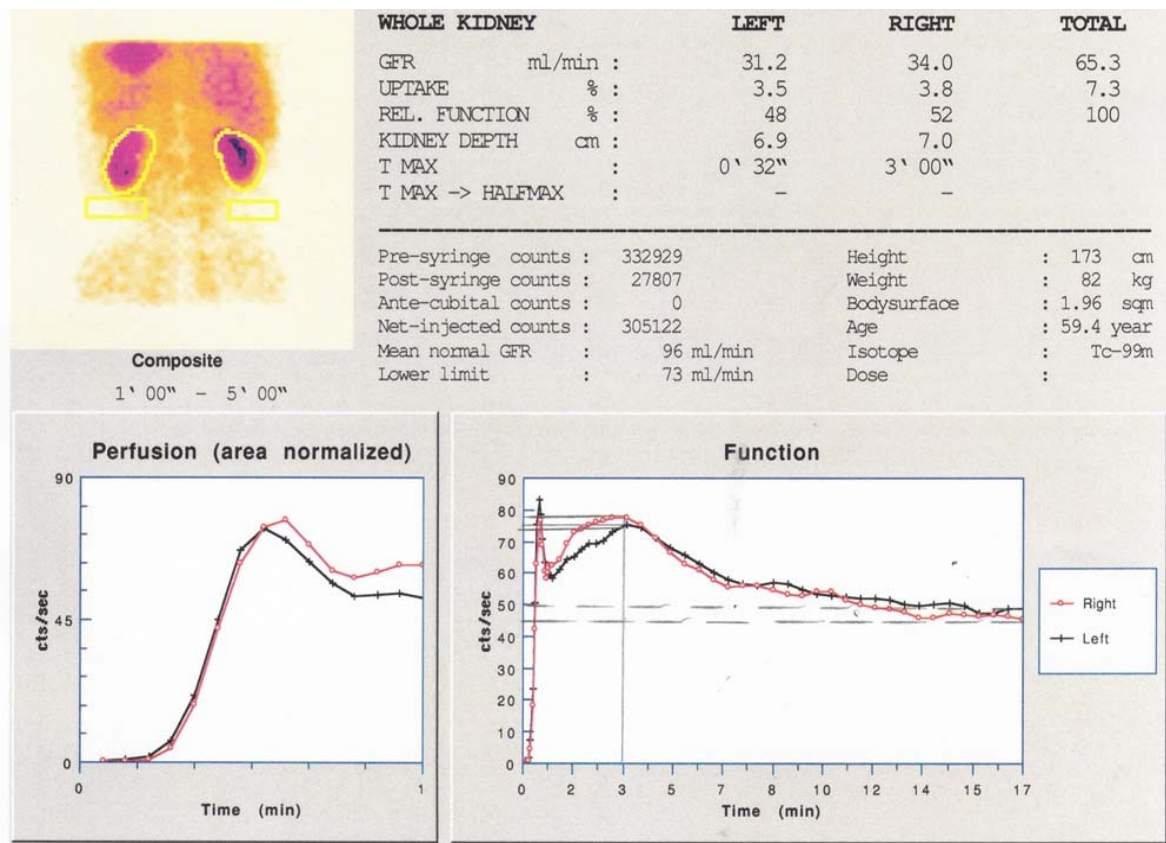 WHOLE KIDNEY LEFT RIGHT TOTAL
GFR ml/min : 31.2 34.0 65.3
UPTAKE % : 3.5 3.8 7.3
REL. FUNCTION % : 48 52 100
KIDNEY DEPTH cm : 6.9 7.0
T MAX : 0' 32" 3' 00"
T MAX -> HALFMAX : - -
Pre-syringe counts : 332929 Height : 173 cm
Post-syringe counts : 27807 Weight : 82 kg
Ante-cubital counts : 0 Bodysurface : 1.96 sqm
Net-injected counts : 305122 Age : 59.4 year
Mean normal GFR : 96 ml/min Isotope : Tc-99m
Lower limit : 73 ml/min Dose :
Composite
1' 00" - 5' 00"
Perfusion (area normalized)
90
45
0
cts/sec
0 1
Time (min)
Function
90
80
70
60
50
40
30
20
10
0
cts/sec
0 2 3 5 7 8 10 12 14 15 17
Time (min)
Right
Left